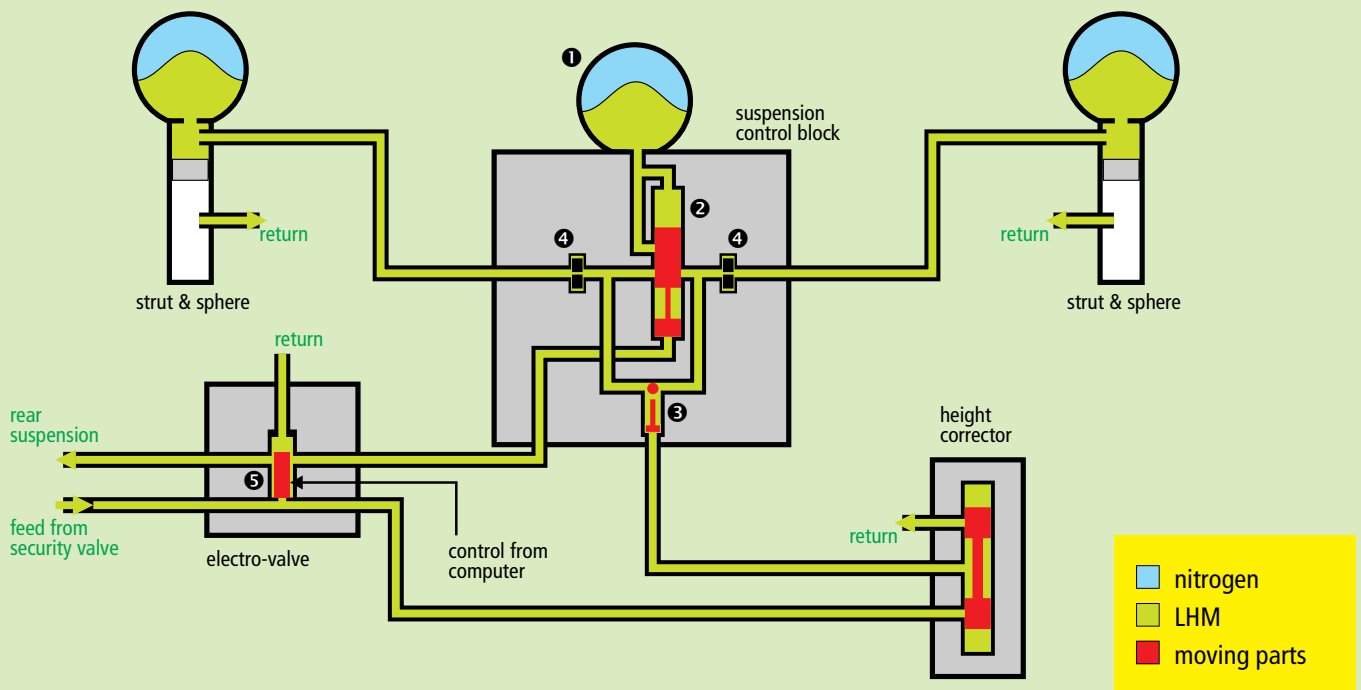 ❶
suspension
control block
❷
❹
❹
return
return
strut & sphere
strut & sphere
return
❸
rear
suspension
height
corrector
❺
feed from
security valve
electro-valve
control from
computer
return
nitrogen
LHM
moving parts